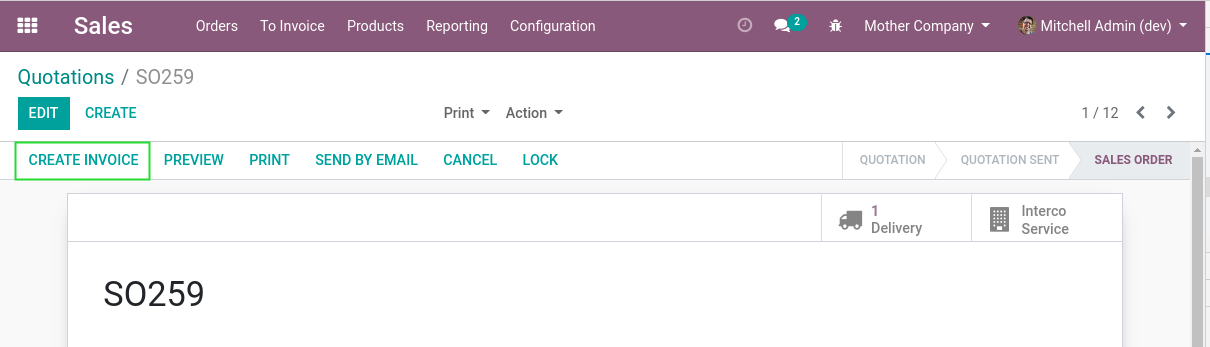 Sales Orders To Invoice Products Reporting Configuration 2 Mother Company Mitchell Admin (dev)
Quotations / SO259
EDIT CREATE Print Action 1 / 12
CREATE INVOICE PREVIEW PRINT SEND BY EMAIL CANCEL LOCK QUOTATION QUOTATION SENT SALES ORDER
1 Interco
Delivery Service
SO259